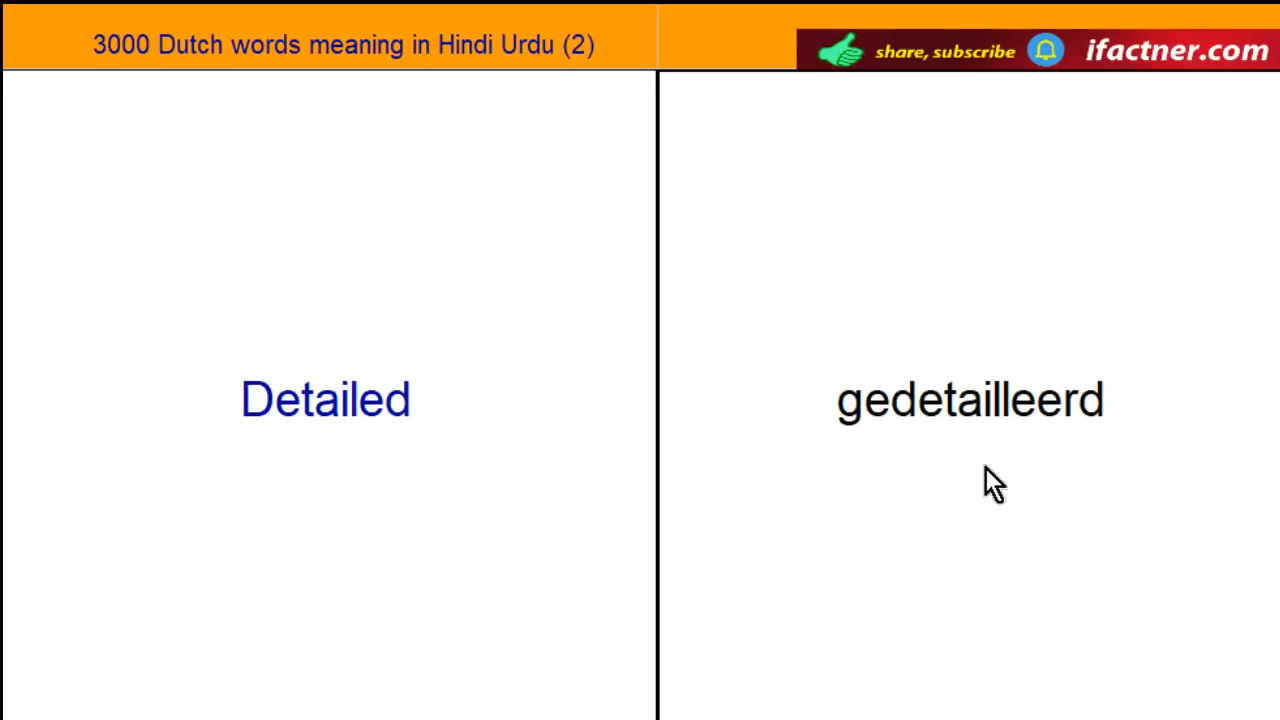 3000 Dutch words meaning in Hindi Urdu (2)
share, subscribe
ifactner.com
Detailed
gedetailleerd